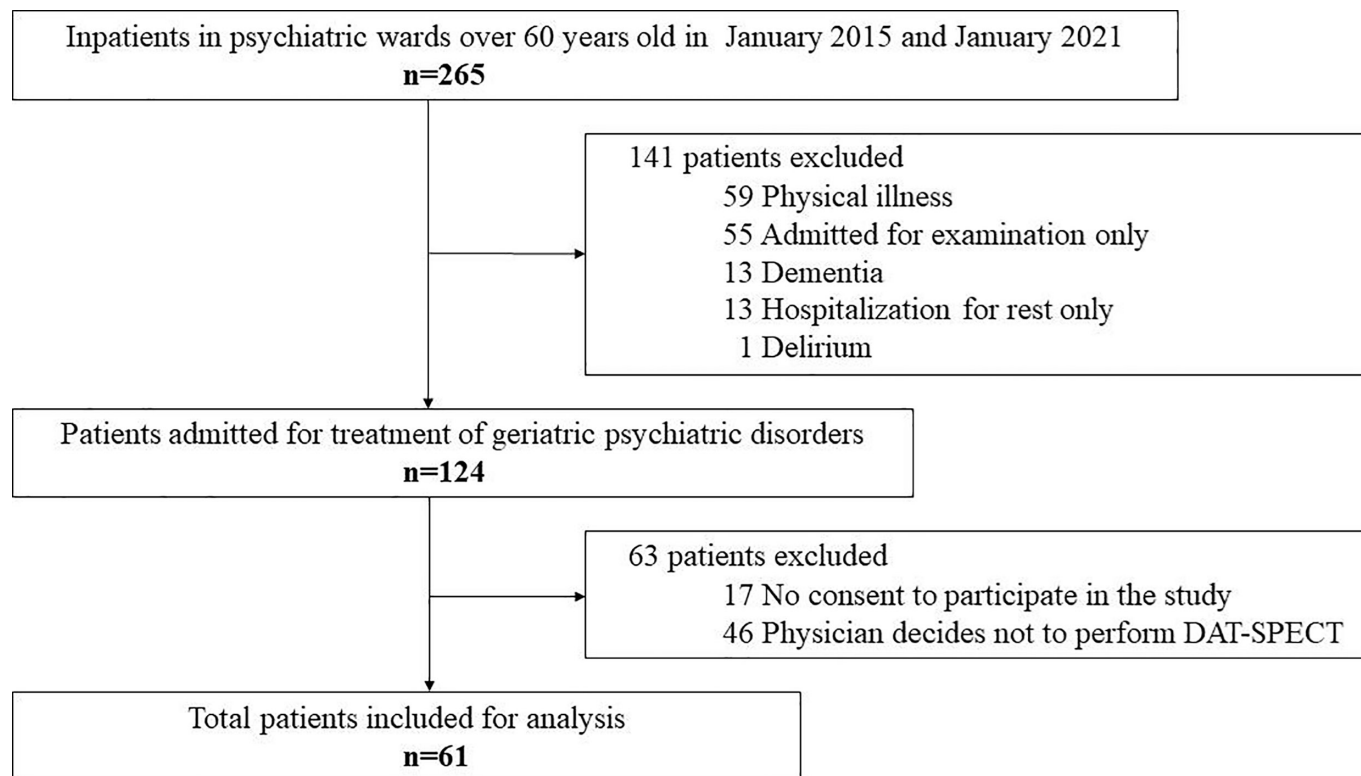 Inpatients in psychiatric wards over 60 years old in January 2015 and January 2021
n=265
141 patients excluded
59 Physical illness
55 Admitted for examination only
13 Dementia
13 Hospitalization for rest only
1 Delirium
Patients admitted for treatment of geriatric psychiatric disorders
n=124
63 patients excluded
17 No consent to participate in the study
46 Physician decides not to perform DAT-SPECT
Total patients included for analysis
n=61